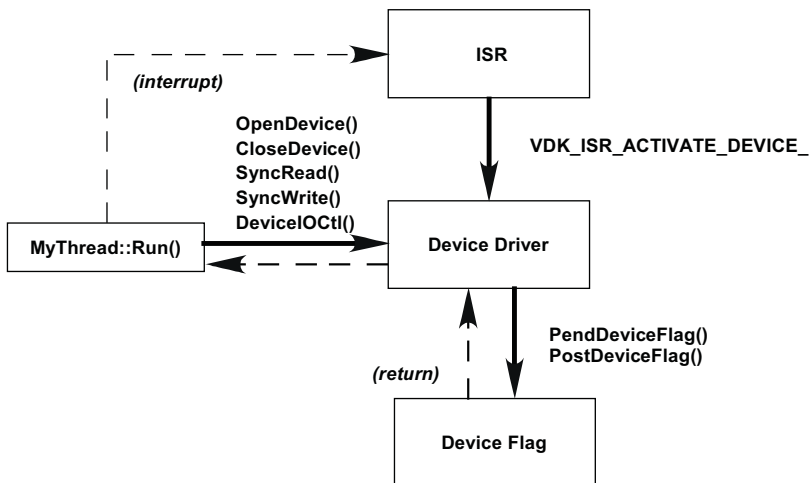 ISR
(interrupt)
OpenDevice()
CloseDevice()
SyncRead()
SyncWrite()
DeviceIOCtl()
VDK_ISR_ACTIVATE_DEVICE_
MyThread::Run()
Device Driver
PendDeviceFlag()
PostDeviceFlag()
(return)
Device Flag